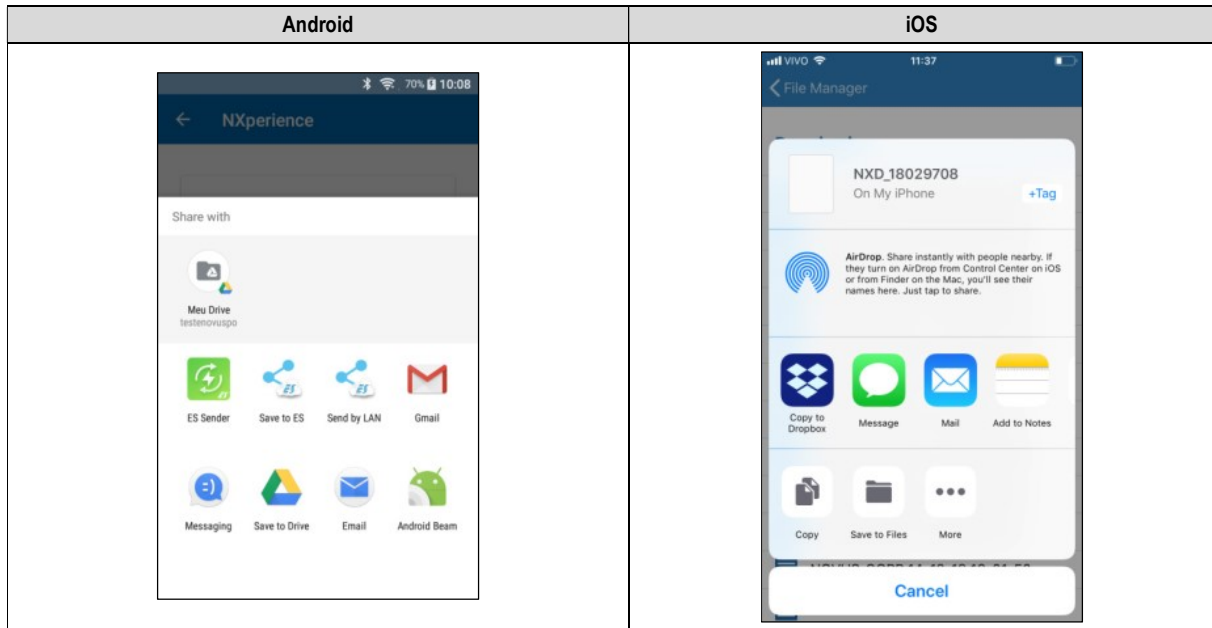 Android
iOS
70% 10:08
NXperience
Share with
Meu Drive
testenovuspo
ES Sender
Save to ES
Send by LAN
Gmail
Messaging
Save to Drive
Email
Android Beam
VIVO
11:37
File Manager
NXD_18029708
On My iPhone
+Tag
AirDrop. Share instantly with people nearby. If
they turn on AirDrop from Control Center on iOS
or from Finder on the Mac, you'll see their
names here. Just tap to share.
Copy to
Dropbox
Message
Mail
Add to Notes
Copy
Save to Files
More
Cancel